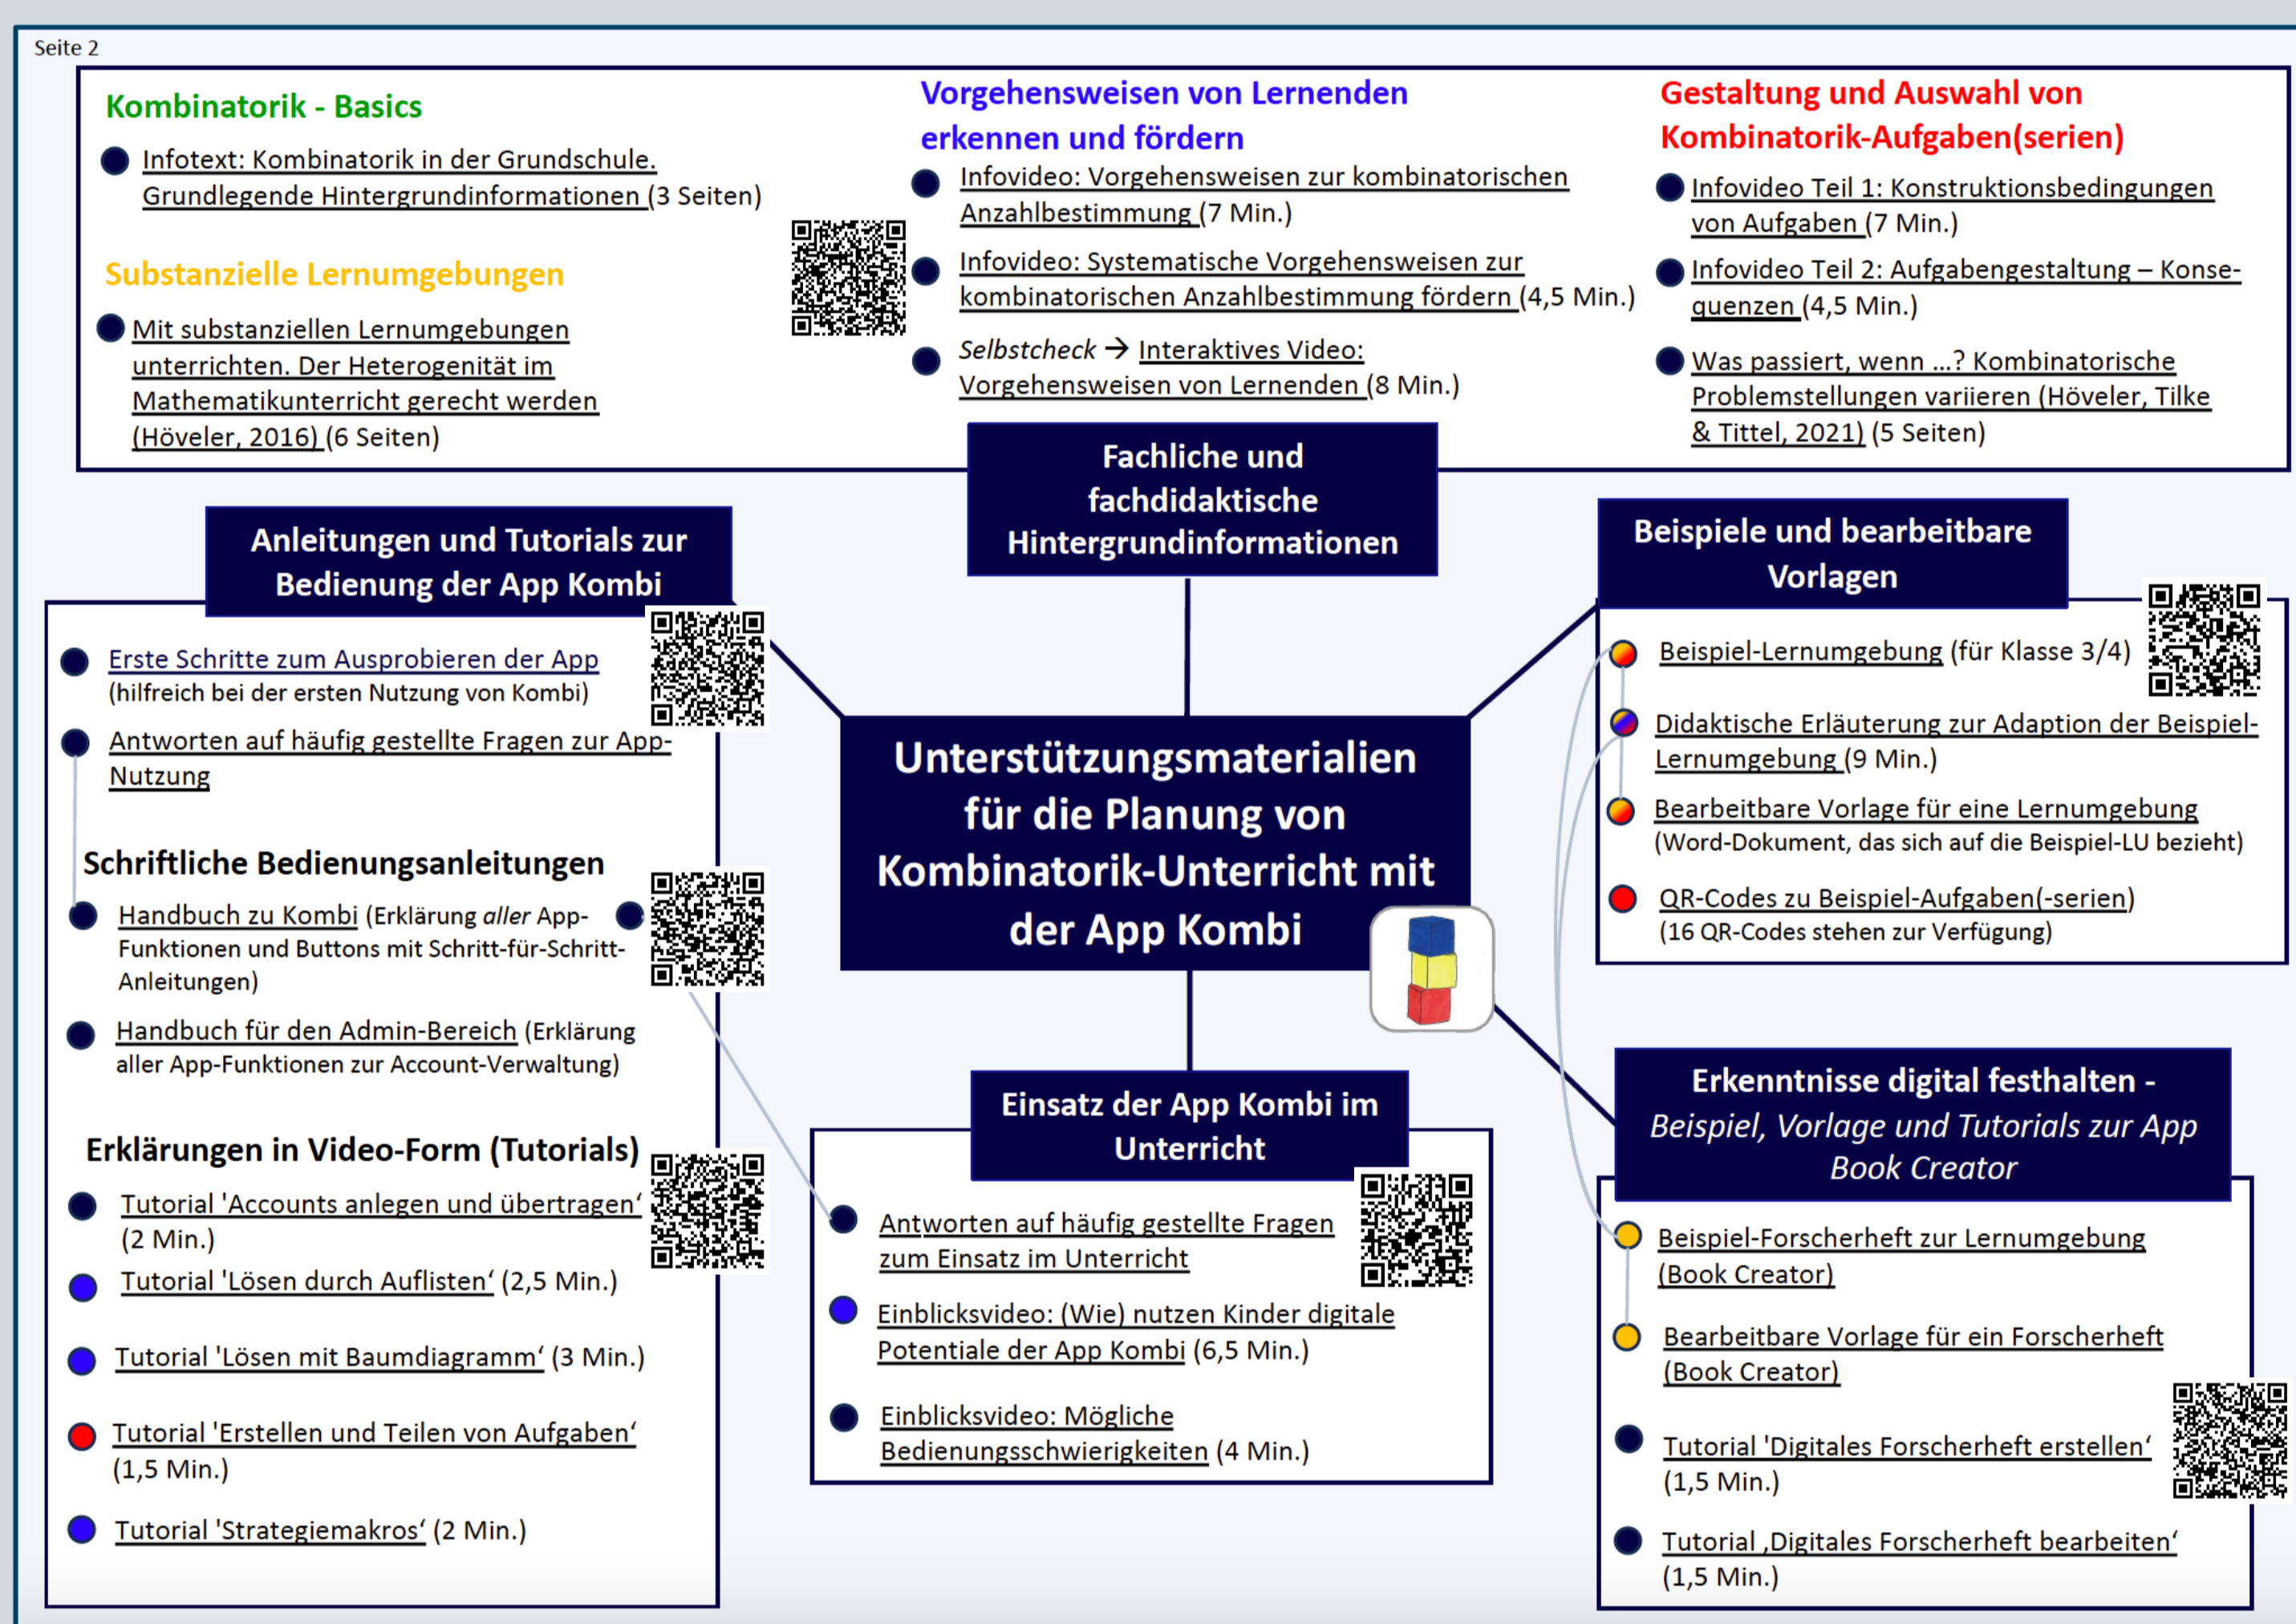 Seite 2
Kombinatorik - Basics
Infotext: Kombinatorik in der Grundschule.
Grundlegende Hintergrundinformationen (3 Seiten)
Substanzielle Lernumgebungen
Mit substanziellen Lernumgebungen
unterrichten. Der Heterogenität im
Mathematikunterricht gerecht werden
(Höveler, 2016) (6 Seiten)
Vorgehensweisen von Lernenden
erkennen und fördern
Infovideo: Vorgehensweisen zur kombinatorischen
Anzahlbestimmung (7 Min.)
Infovideo: Systematische Vorgehensweisen zur
kombinatorischen Anzahlbestimmung fördern (4,5 Min.)
Selbstcheck → Interaktives Video:
Vorgehensweisen von Lernenden (8 Min.)
Gestaltung und Auswahl von
Kombinatorik-Aufgaben(serien)
Infovideo Teil 1: Konstruktionsbedingungen
von Aufgaben (7 Min.)
Infovideo Teil 2: Aufgabengestaltung – Konse-
quenzen (4,5 Min.)
Was passiert, wenn …? Kombinatorische
Problemstellungen variieren (Höveler, Tilke
& Tittel, 2021) (5 Seiten)
Fachliche und
fachdidaktische
Hintergrundinformationen
Anleitungen und Tutorials zur
Bedienung der App Kombi
Erste Schritte zum Ausprobieren der App
(hilfreich bei der ersten Nutzung von Kombi)
Antworten auf häufig gestellte Fragen zur App-
Nutzung
Schriftliche Bedienungsanleitungen
Handbuch zu Kombi (Erklärung aller App-
Funktionen und Buttons mit Schritt-für-Schritt-
Anleitungen)
Handbuch für den Admin-Bereich (Erklärung
aller App-Funktionen zur Account-Verwaltung)
Erklärungen in Video-Form (Tutorials)
Tutorial 'Accounts anlegen und übertragen‘
(2 Min.)
Tutorial 'Lösen durch Auflisten‘ (2,5 Min.)
Tutorial 'Lösen mit Baumdiagramm‘ (3 Min.)
Tutorial 'Erstellen und Teilen von Aufgaben‘
(1,5 Min.)
Tutorial 'Strategiemakros‘ (2 Min.)
Unterstützungsmaterialien
für die Planung von
Kombinatorik-Unterricht mit
der App Kombi
Einsatz der App Kombi im
Unterricht
Antworten auf häufig gestellte Fragen
zum Einsatz im Unterricht
Einblicksvideo: (Wie) nutzen Kinder digitale
Potentiale der App Kombi (6,5 Min.)
Einblicksvideo: Mögliche
Bedienungsschwierigkeiten (4 Min.)
Beispiele und bearbeitbare
Vorlagen
Beispiel-Lernumgebung (für Klasse 3/4)
Didaktische Erläuterung zur Adaption der Beispiel-
Lernumgebung (9 Min.)
Bearbeitbare Vorlage für eine Lernumgebung
(Word-Dokument, das sich auf die Beispiel-LU bezieht)
QR-Codes zu Beispiel-Aufgaben(-serien)
(16 QR-Codes stehen zur Verfügung)
Erkenntnisse digital festhalten -
Beispiel, Vorlage und Tutorials zur App
Book Creator
Beispiel-Forscherheft zur Lernumgebung
(Book Creator)
Bearbeitbare Vorlage für ein Forscherheft
(Book Creator)
Tutorial 'Digitales Forscherheft erstellen‘
(1,5 Min.)
Tutorial ‚Digitales Forscherheft bearbeiten‘
(1,5 Min.)